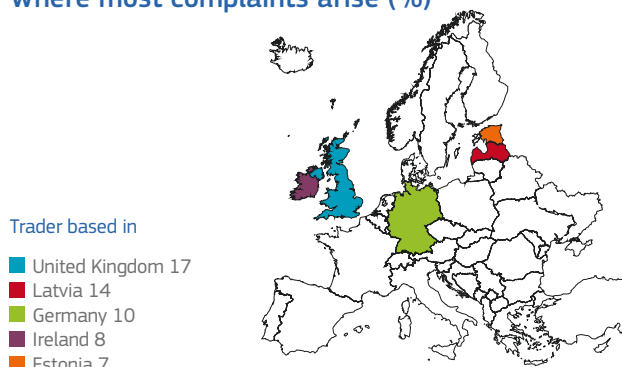 Where most complaints arise (%)
Trader based in
United Kingdom 17
Latvia 14
Germany 10
Ireland 8
Estonia 7